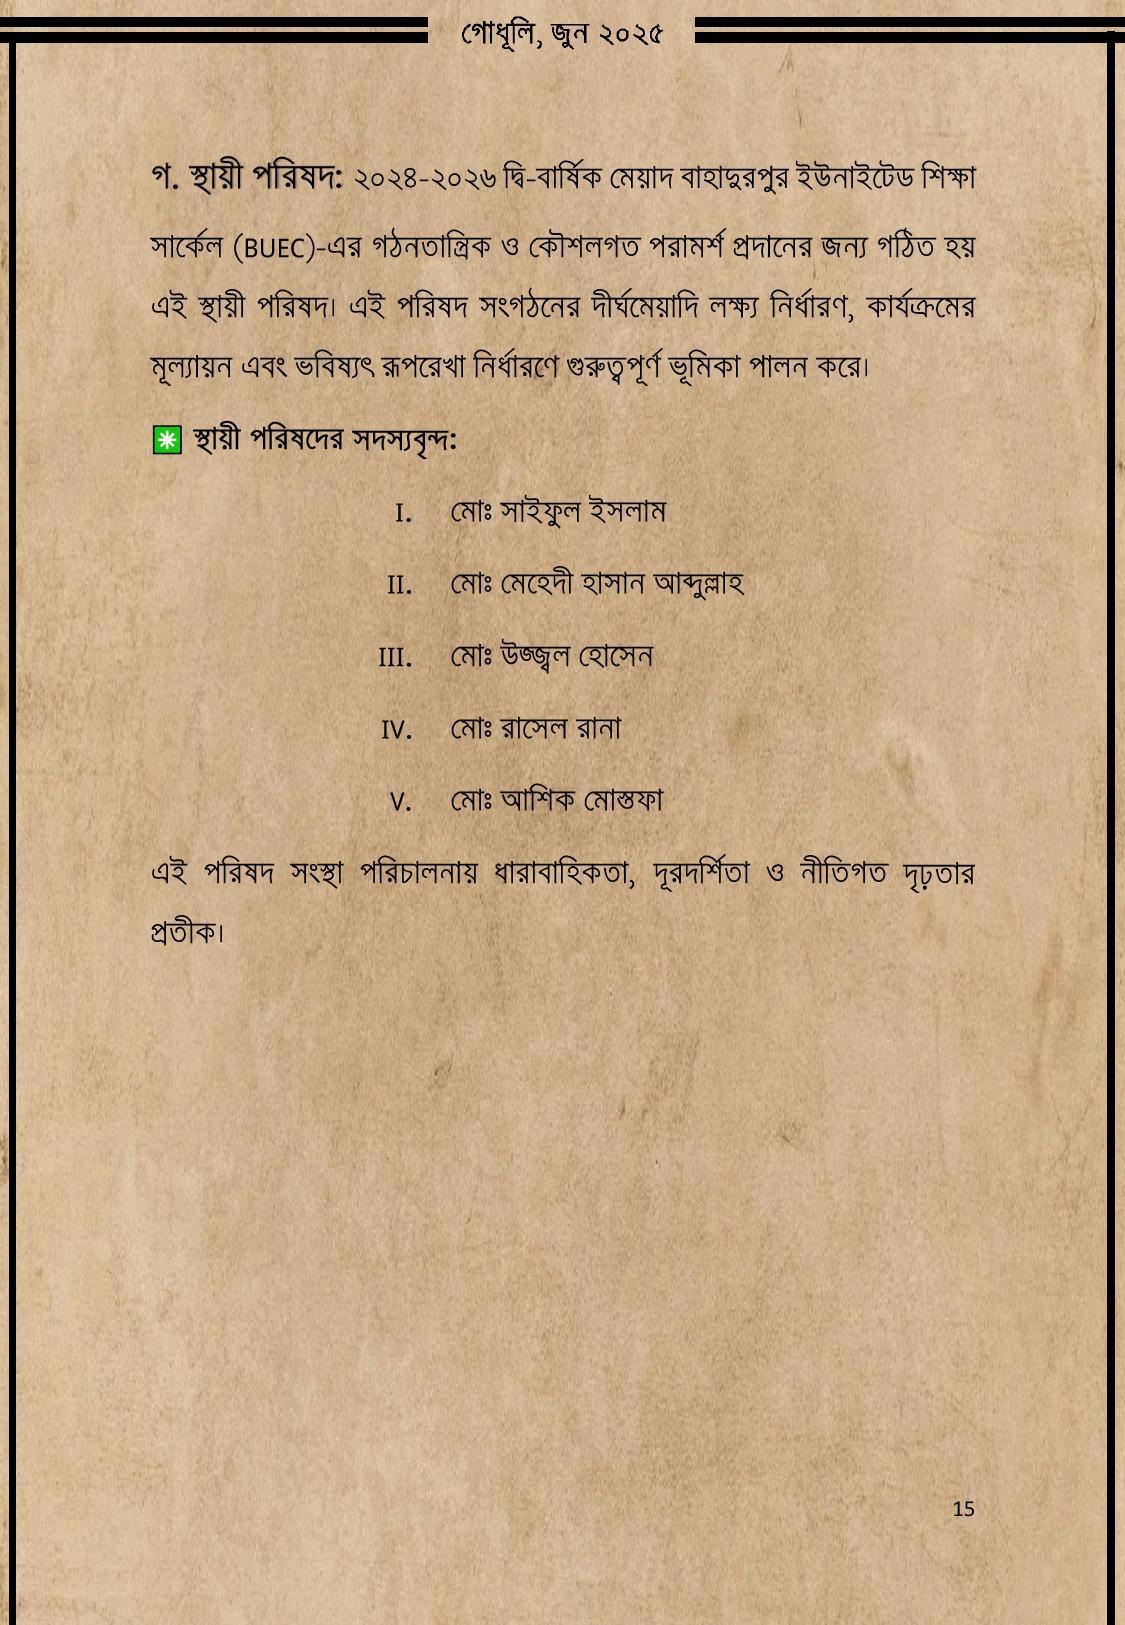 গোধূলি, জুন ২০২৫
গ. স্থায়ী পরিষদ: ২০২৪-২০২৬ দ্বি-বার্ষিক মেয়াদ বাহাদুরপুর ইউনাইটেড শিক্ষা
সার্কেল (BUEC)-এর গঠনতান্ত্রিক ও কৌশলগত পরামর্শ প্রদানের জন্য গঠিত হয়
এই স্থায়ী পরিষদ। এই পরিষদ সংগঠনের দীর্ঘমেয়াদি লক্ষ্য নির্ধারণ, কার্যক্রমের
মূল্যায়ন এবং ভবিষ্যৎ রূপরেখা নির্ধারণে গুরুত্বপূর্ণ ভূমিকা পালন করে।
✳️ স্থায়ী পরিষদের সদস্যবৃন্দ:
I. মোঃ সাইফুল ইসলাম
II. মোঃ মেহেদী হাসান আব্দুল্লাহ
III. মোঃ উজ্জ্বল হোসেন
IV. মোঃ রাসেল রানা
V. মোঃ আশিক মোস্তফা
এই পরিষদ সংস্থা পরিচালনায় ধারাবাহিকতা, দূরদর্শিতা ও নীতিগত দৃঢ়তার
প্রতীক।
15